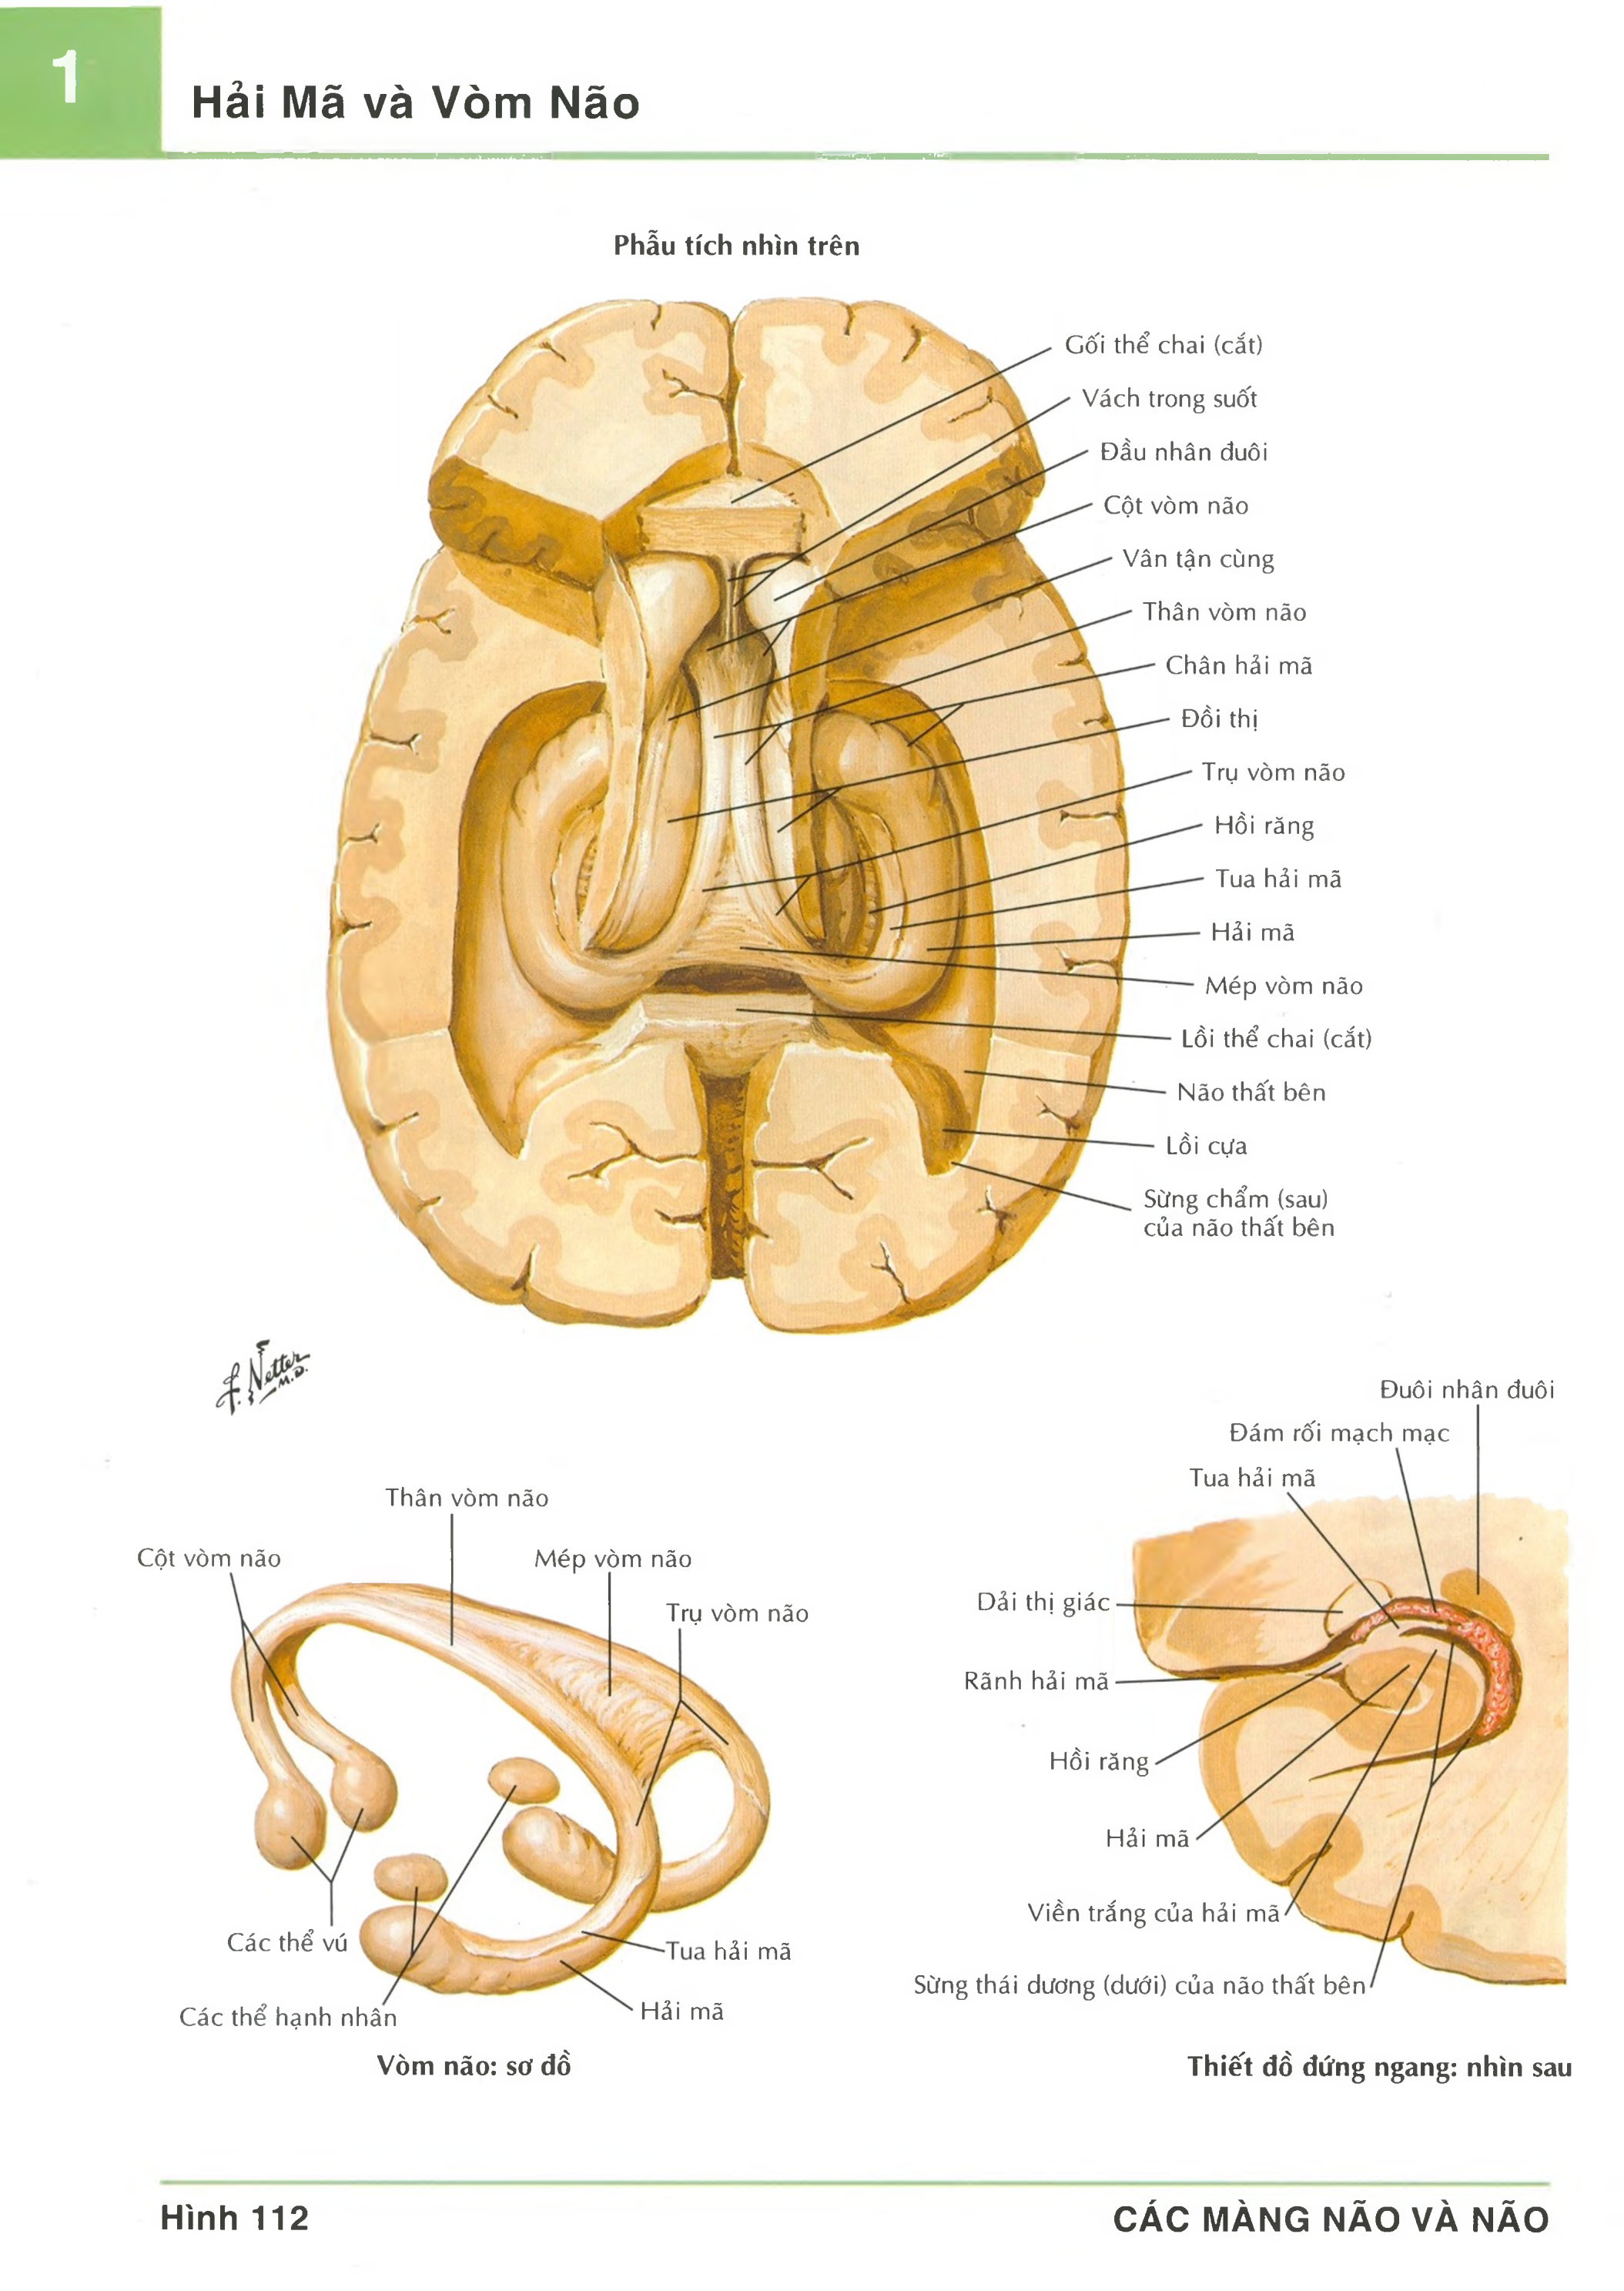 1
Hải Mã và Vòm Não
Phẫu tích nhìn trên
Gối thể chai (cắt)
Vách trong suốt
Đầu nhân đuôi
Cột vòm não
Vân tận cùng
Thân vòm não
Chân hải mã
Đồi thị
Trụ vòm não
Hồi răng
Tua hải mã
Hải mã
Mép vòm não
Lồi thể chai (cắt)
Não thất bên
Lồi cựa
Sừng chẩm (sau)
của não thất bên
F. Netter
M.D.
Thân vòm não
Cột vòm não
Mép vòm não
Trụ vòm não
Các thể vú
Tua hải mã
Các thể hạnh nhân
Hải mã
Vòm não: sơ đồ
Đuôi nhân đuôi
Đám rối mạch mạc
Tua hải mã
Dải thị giác
Rãnh hải mã
Hồi răng
Hải mã
Viền trắng của hải mã
Sừng thái dương (dưới) của não thất bên
Thiết đồ đứng ngang: nhìn sau
Hình 112
CÁC MÀNG NÃO VÀ NÃO